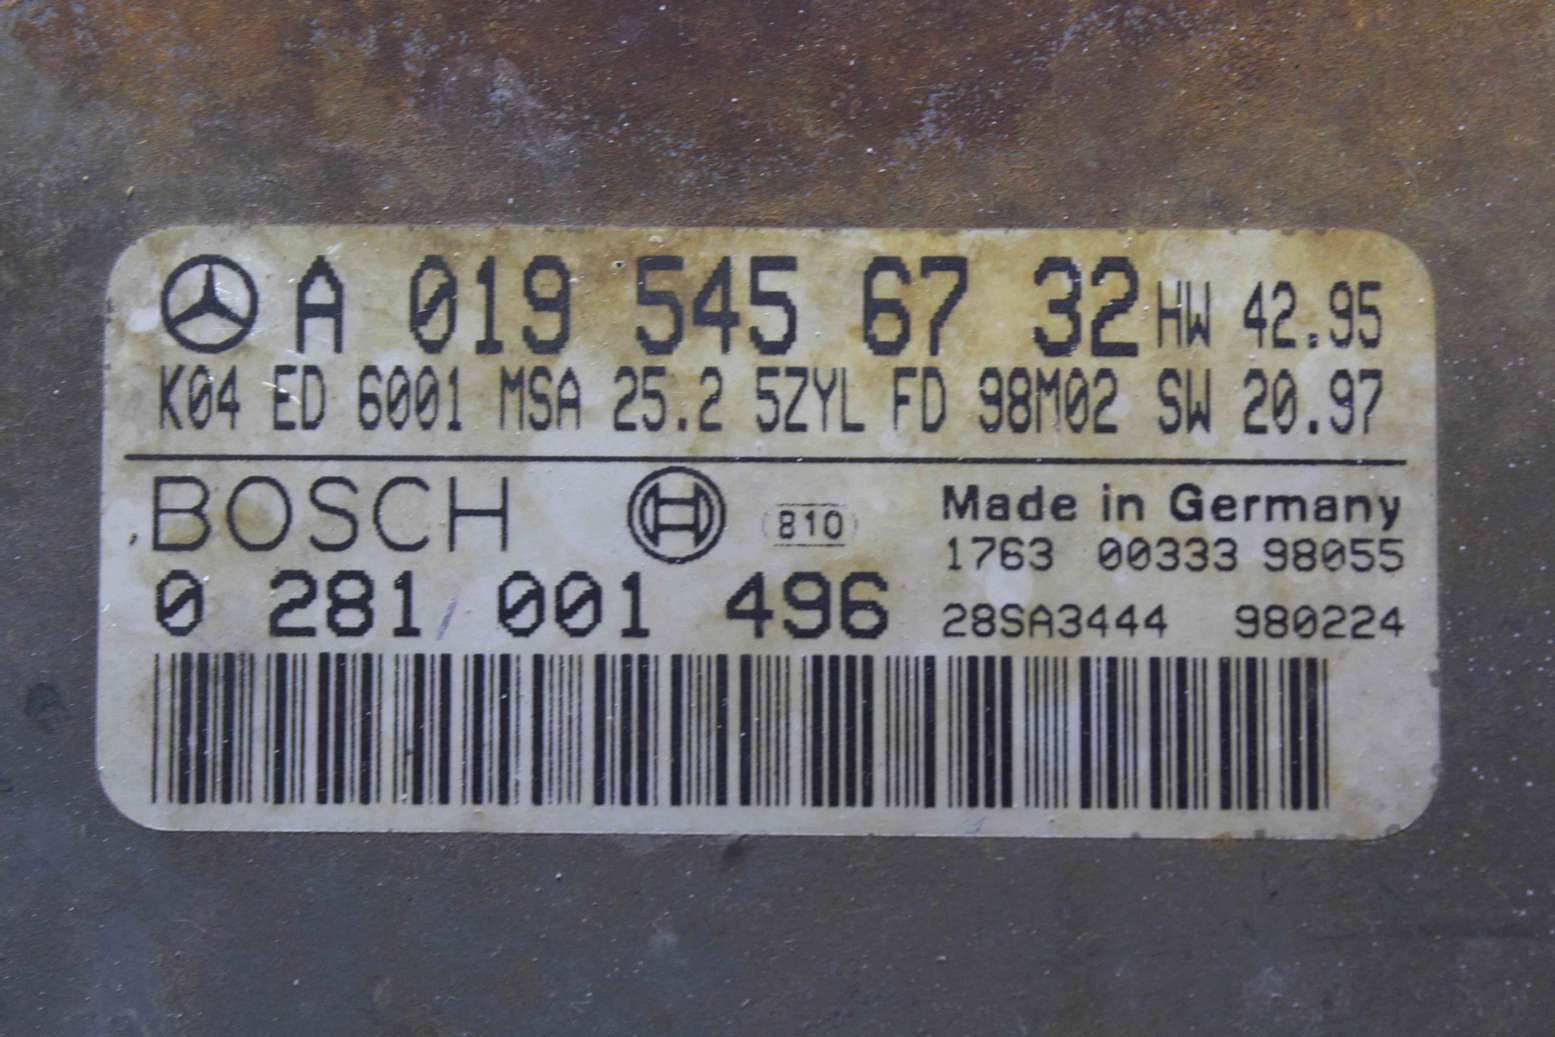 A 019 545 67 32 HW 42.95
K04 ED 6001 MSA 25.2 5ZYL FD 98M02 SW 20.97
BOSCH 810 Made in Germany
1763 00333 98055
0 281 001 496 28SA3444 980224